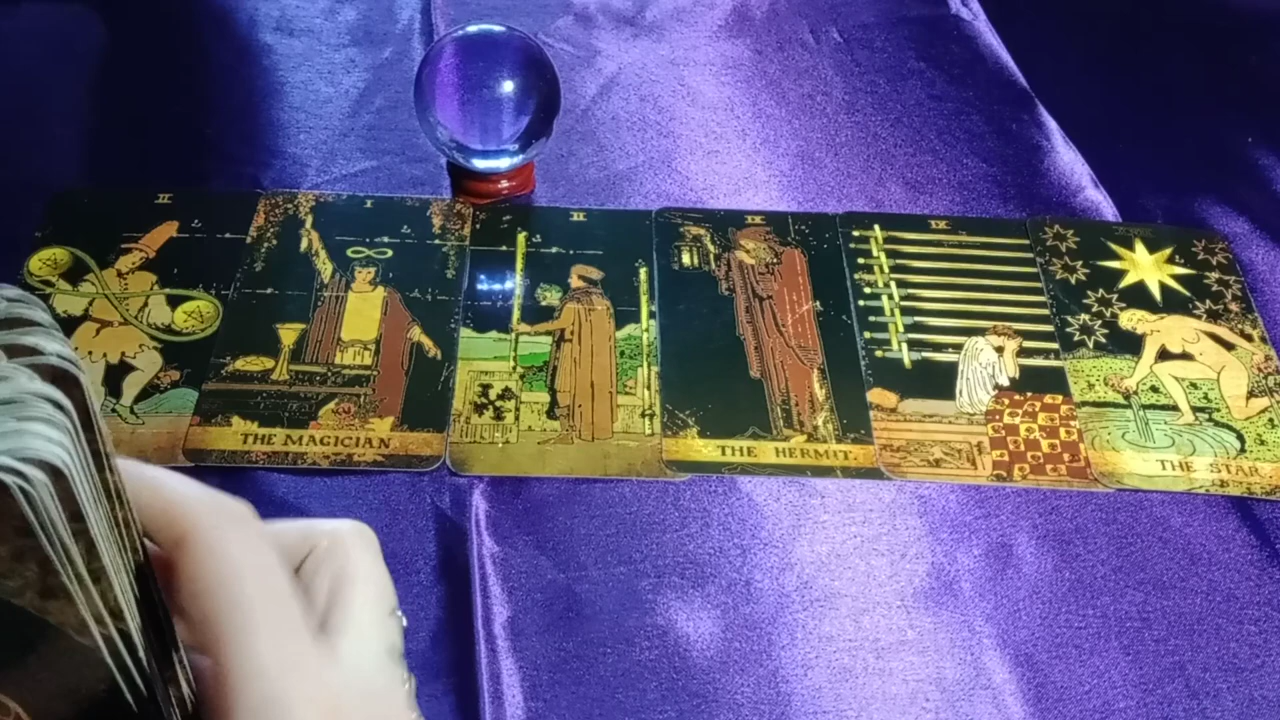 II
I
THE MAGICIAN
II
IX
THE HERMIT.
IX
THE STAR